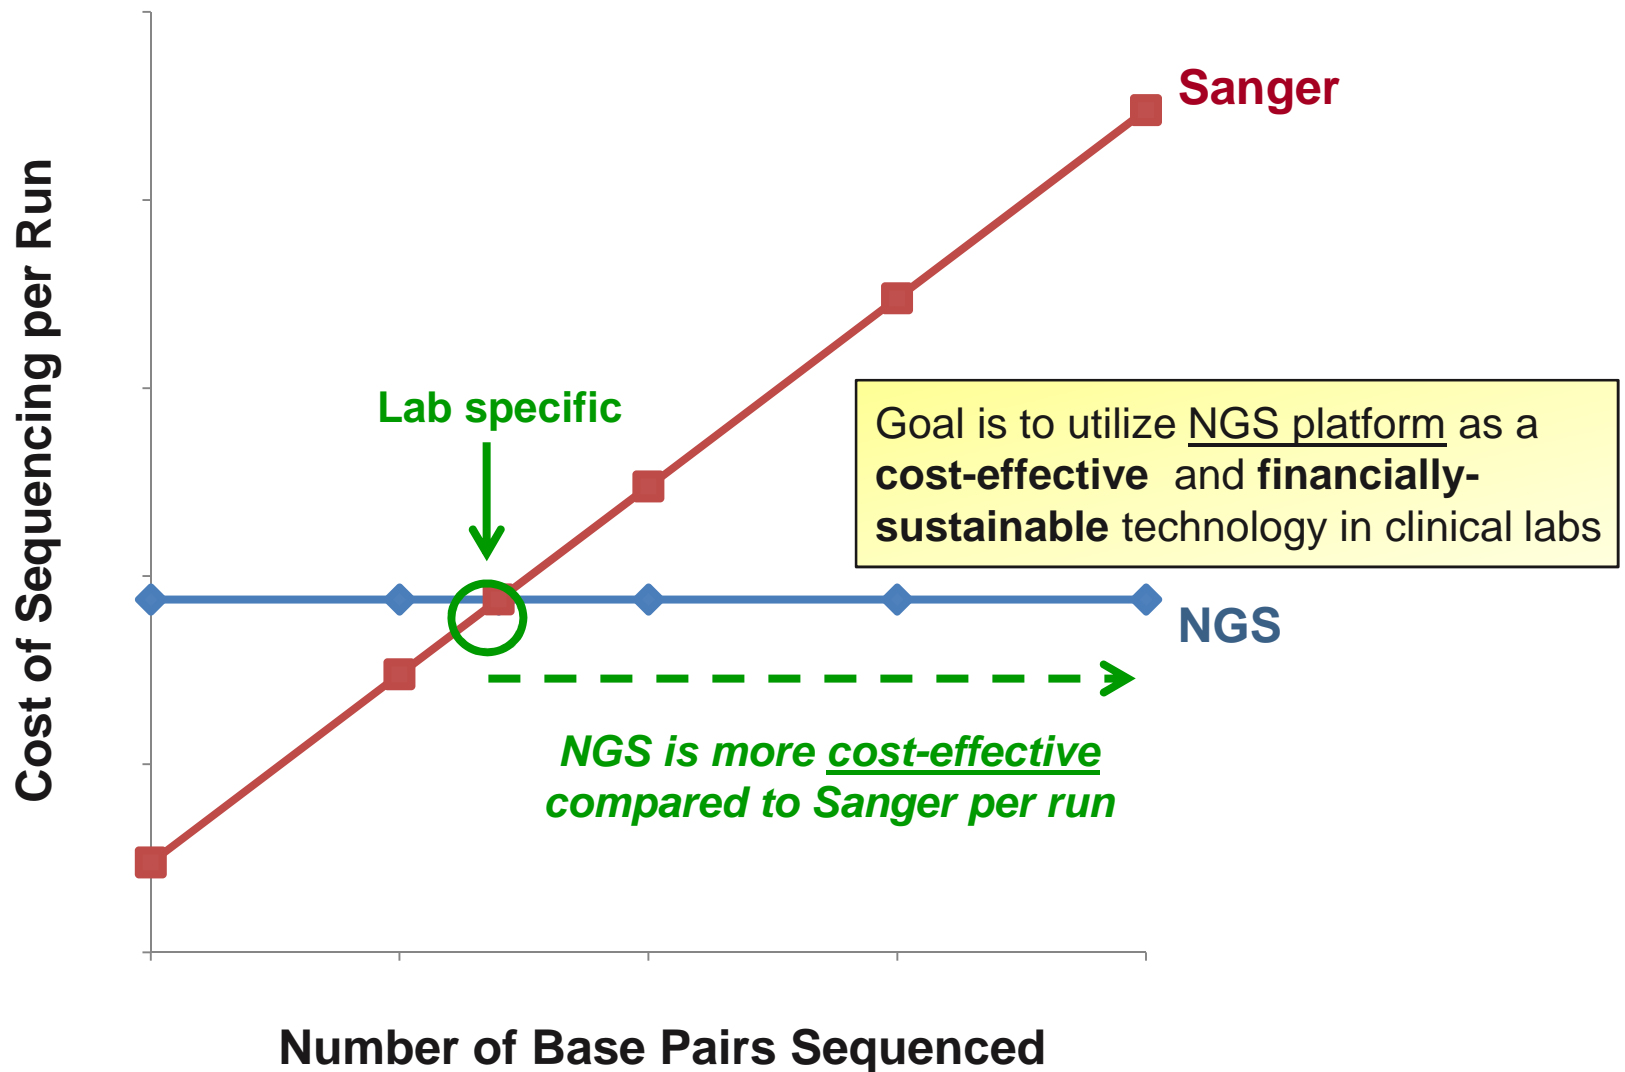 Sanger
Cost of Sequencing per Run
Lab specific
Goal is to utilize NGS platform as a
cost-effective and financially-
sustainable technology in clinical labs
NGS
NGS is more cost-effective
compared to Sanger per run
Number of Base Pairs Sequenced